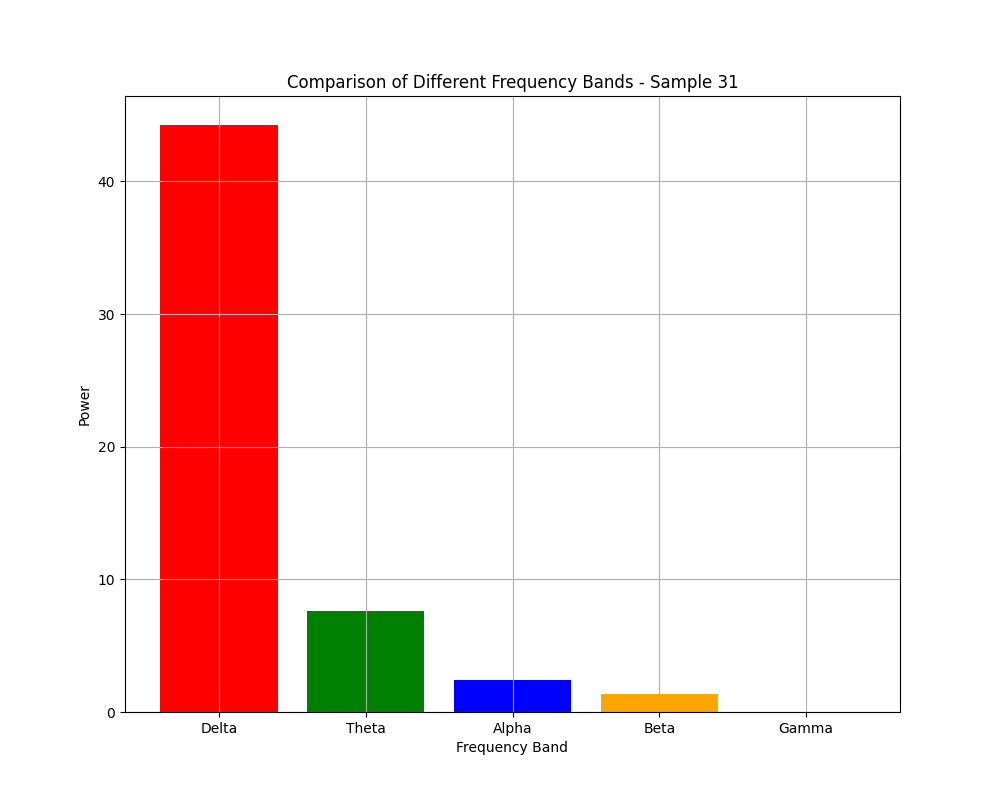 Comparison of Different Frequency Bands - Sample 31
40
30
20
10
0
Power
Delta Theta Alpha Beta Gamma
Frequency Band